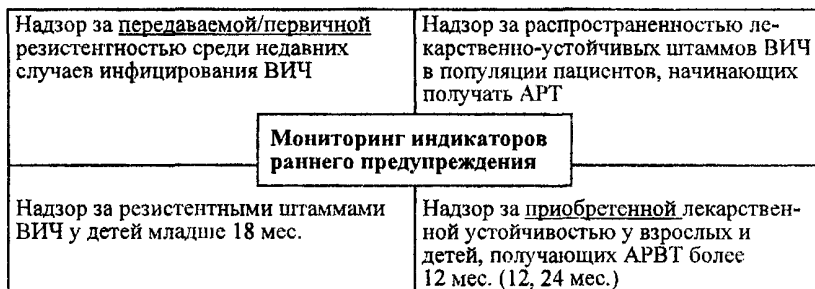 Надзор за передаваемой/первичной
резистентностью среди недавних
случаев инфицирования ВИЧ
Надзор за распространенностью ле-
карственно-устойчивых штаммов ВИЧ
в популяции пациентов, начинающих
получать АРТ
Мониторинг индикаторов
раннего предупреждения
Надзор за резистентными штаммами
ВИЧ у детей младше 18 мес.
Надзор за приобретенной лекарствен-
ной устойчивостью у взрослых и
детей, получающих АРВТ более
12 мес. (12, 24 мес.)